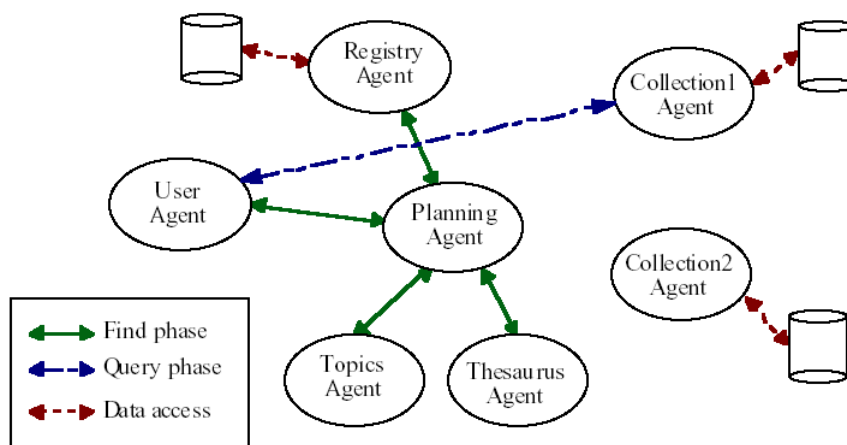 Registry
Agent
Collection1
Agent
User
Agent
Planning
Agent
Collection2
Agent
Topics
Agent
Thesaurus
Agent
Find phase
Query phase
Data access